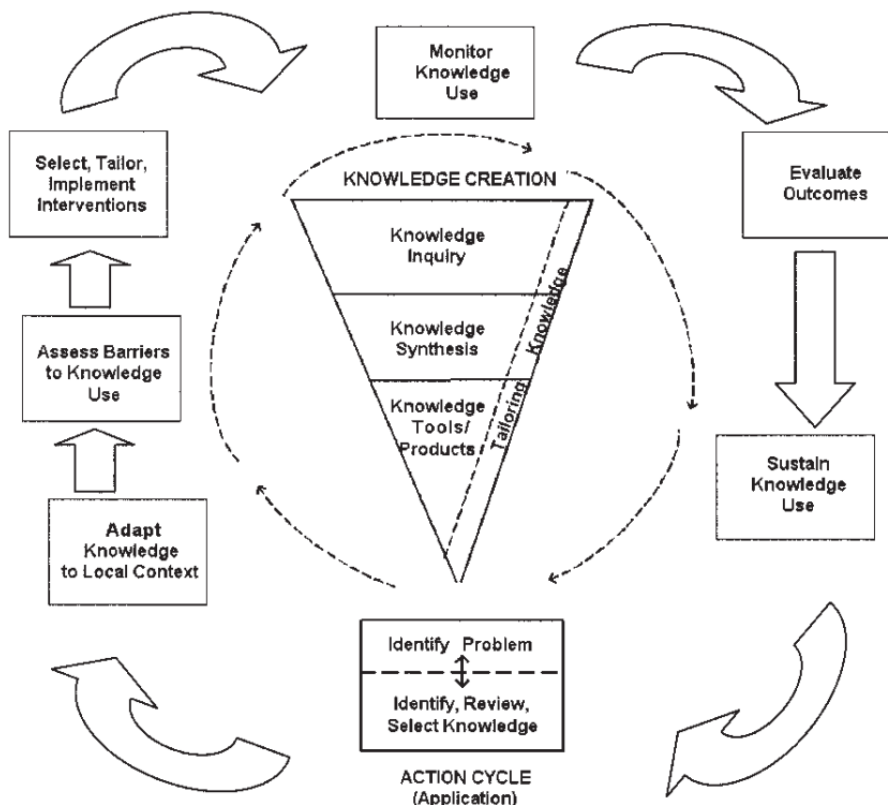 Monitor
Knowledge
Use
Select, Tailor,
Implement
Interventions
Evaluate
Outcomes
KNOWLEDGE CREATION
Knowledge
Inquiry
Knowledge
Synthesis
Knowledge
Tools/
Products
Tailoring Knowledge
Assess Barriers
to Knowledge
Use
Sustain
Knowledge
Use
Adapt
Knowledge
to Local Context
Identify Problem
Identify, Review,
Select Knowledge
ACTION CYCLE
(Application)